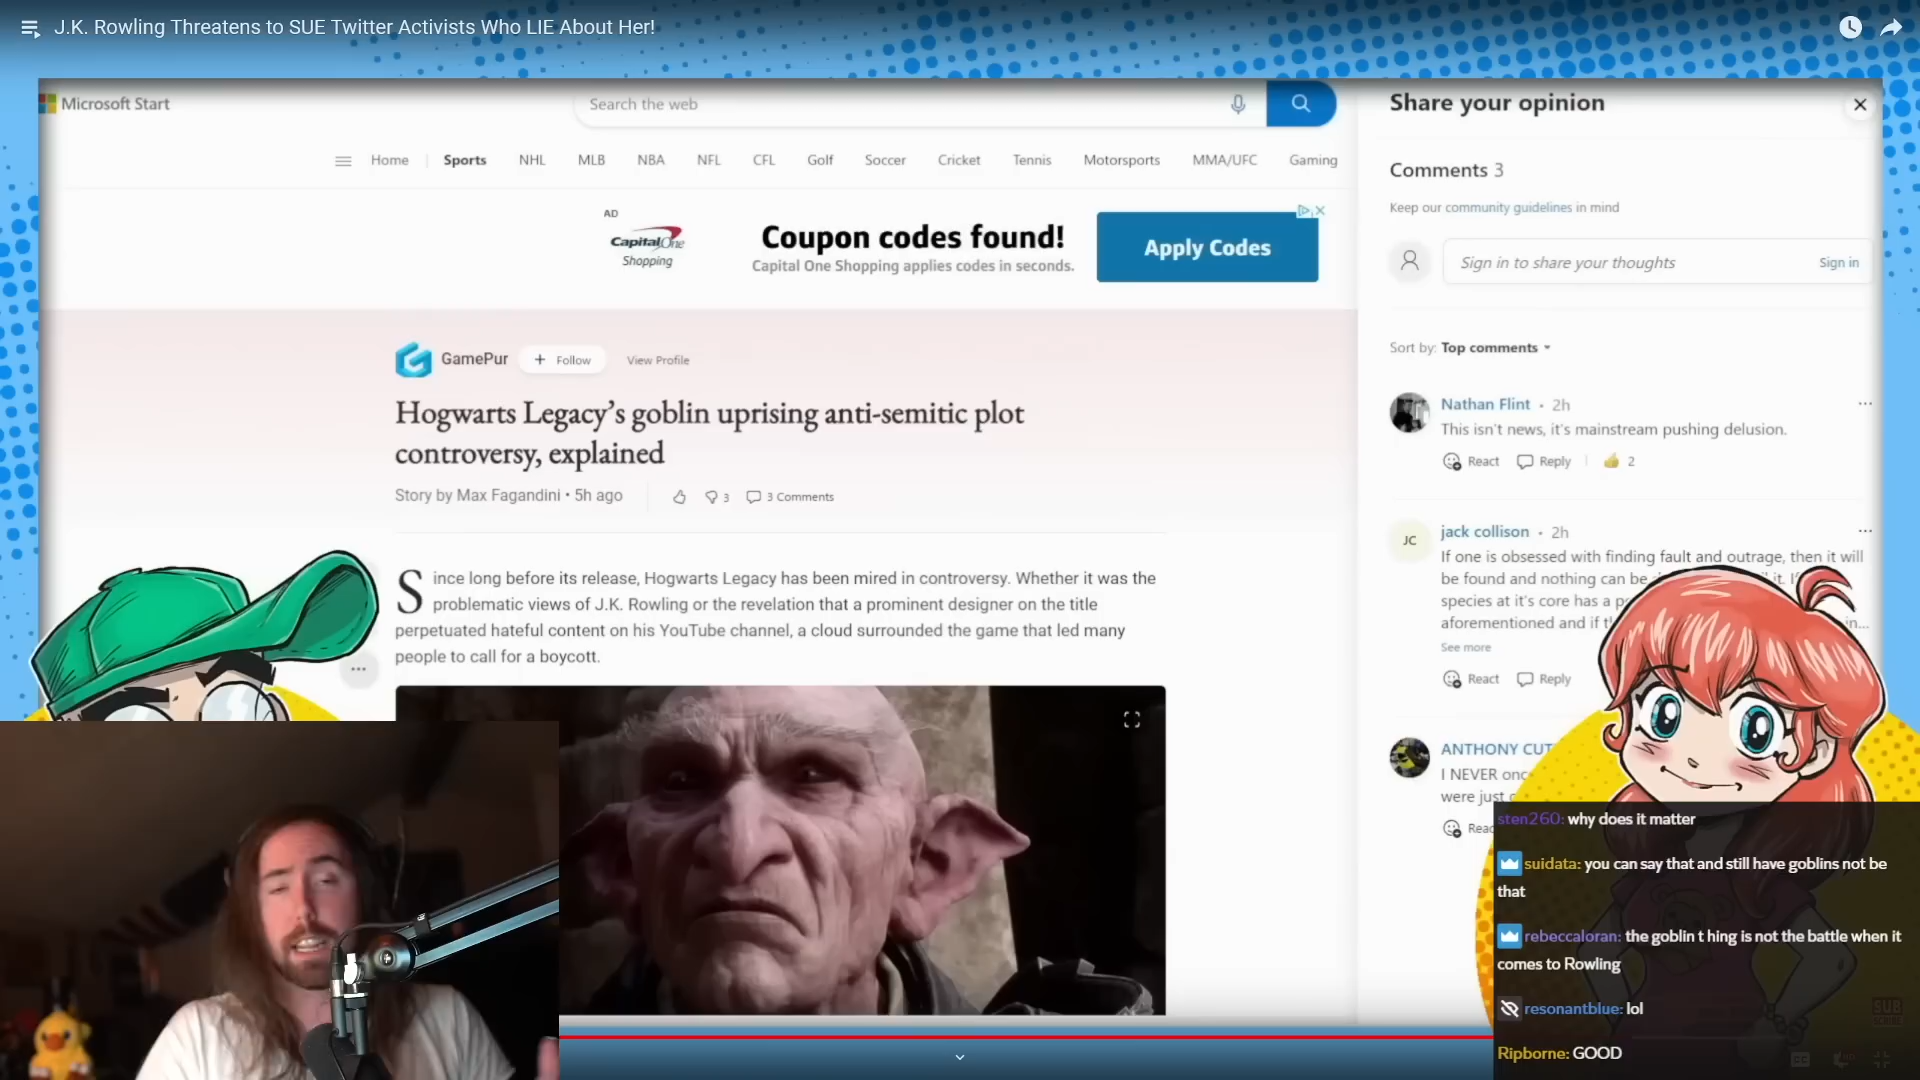 J.K. Rowling Threatens to SUE Twitter Activists Who LIE About Her!
Microsoft Start
Search the web
Home
Sports
NHL
MLB
NBA
NFL
CFL
Golf
Soccer
Cricket
Tennis
Motorsports
MMA/UFC
Gaming
AD
Capital One
Shopping
Coupon codes found!
Capital One Shopping applies codes in seconds.
Apply Codes
GamePur
+ Follow
View Profile
Hogwarts Legacy’s goblin uprising anti-semitic plot
controversy, explained
Story by Max Fagandini • 5h ago
3
3 Comments
Since long before its release, Hogwarts Legacy has been mired in controversy. Whether it was the
problematic views of J.K. Rowling or the revelation that a prominent designer on the title
perpetuated hateful content on his YouTube channel, a cloud surrounded the game that led many
people to call for a boycott.
Share your opinion
Comments 3
Keep our community guidelines in mind
Sign in to share your thoughts
Sign in
Sort by: Top comments
Nathan Flint • 2h
This isn't news, it's mainstream pushing delusion.
React
Reply
2
JC
jack collison • 2h
If one is obsessed with finding fault and outrage, then it will
be found and nothing can be
species at it's core has a
aforementioned and if
See more
React
Reply
ANTHONY
I NEVER
were just
sten260: why does it matter
suidata: you can say that and still have goblins not be
that
rebeccaloran: the goblin t hing is not the battle when it
comes to Rowling
resonantblue: lol
Ripborne: GOOD
SUB